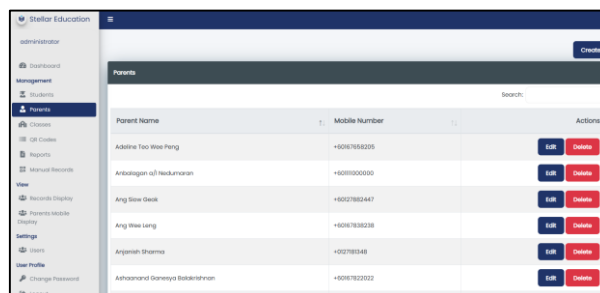 Stellar Education
administrator
Dashboard
Management
Students
Parents
Classes
QR Codes
Reports
Manual Records
View
Records Display
Parents Mobile
Display
Settings
Users
User Profile
Change Password
Create
Parents
Search:
Parent Name Mobile Number Actions
Adeline Teo Wee Peng +60167658205 Edit Delete
Anbalagan a/l Nedumaran +601111000000 Edit Delete
Ang Siow Geok +60127882447 Edit Delete
Ang Wee Leng +60167838238 Edit Delete
Anjanish Sharma +0127181348 Edit Delete
Ashaanand Ganesya Balakrishnan +60167822022 Edit Delete